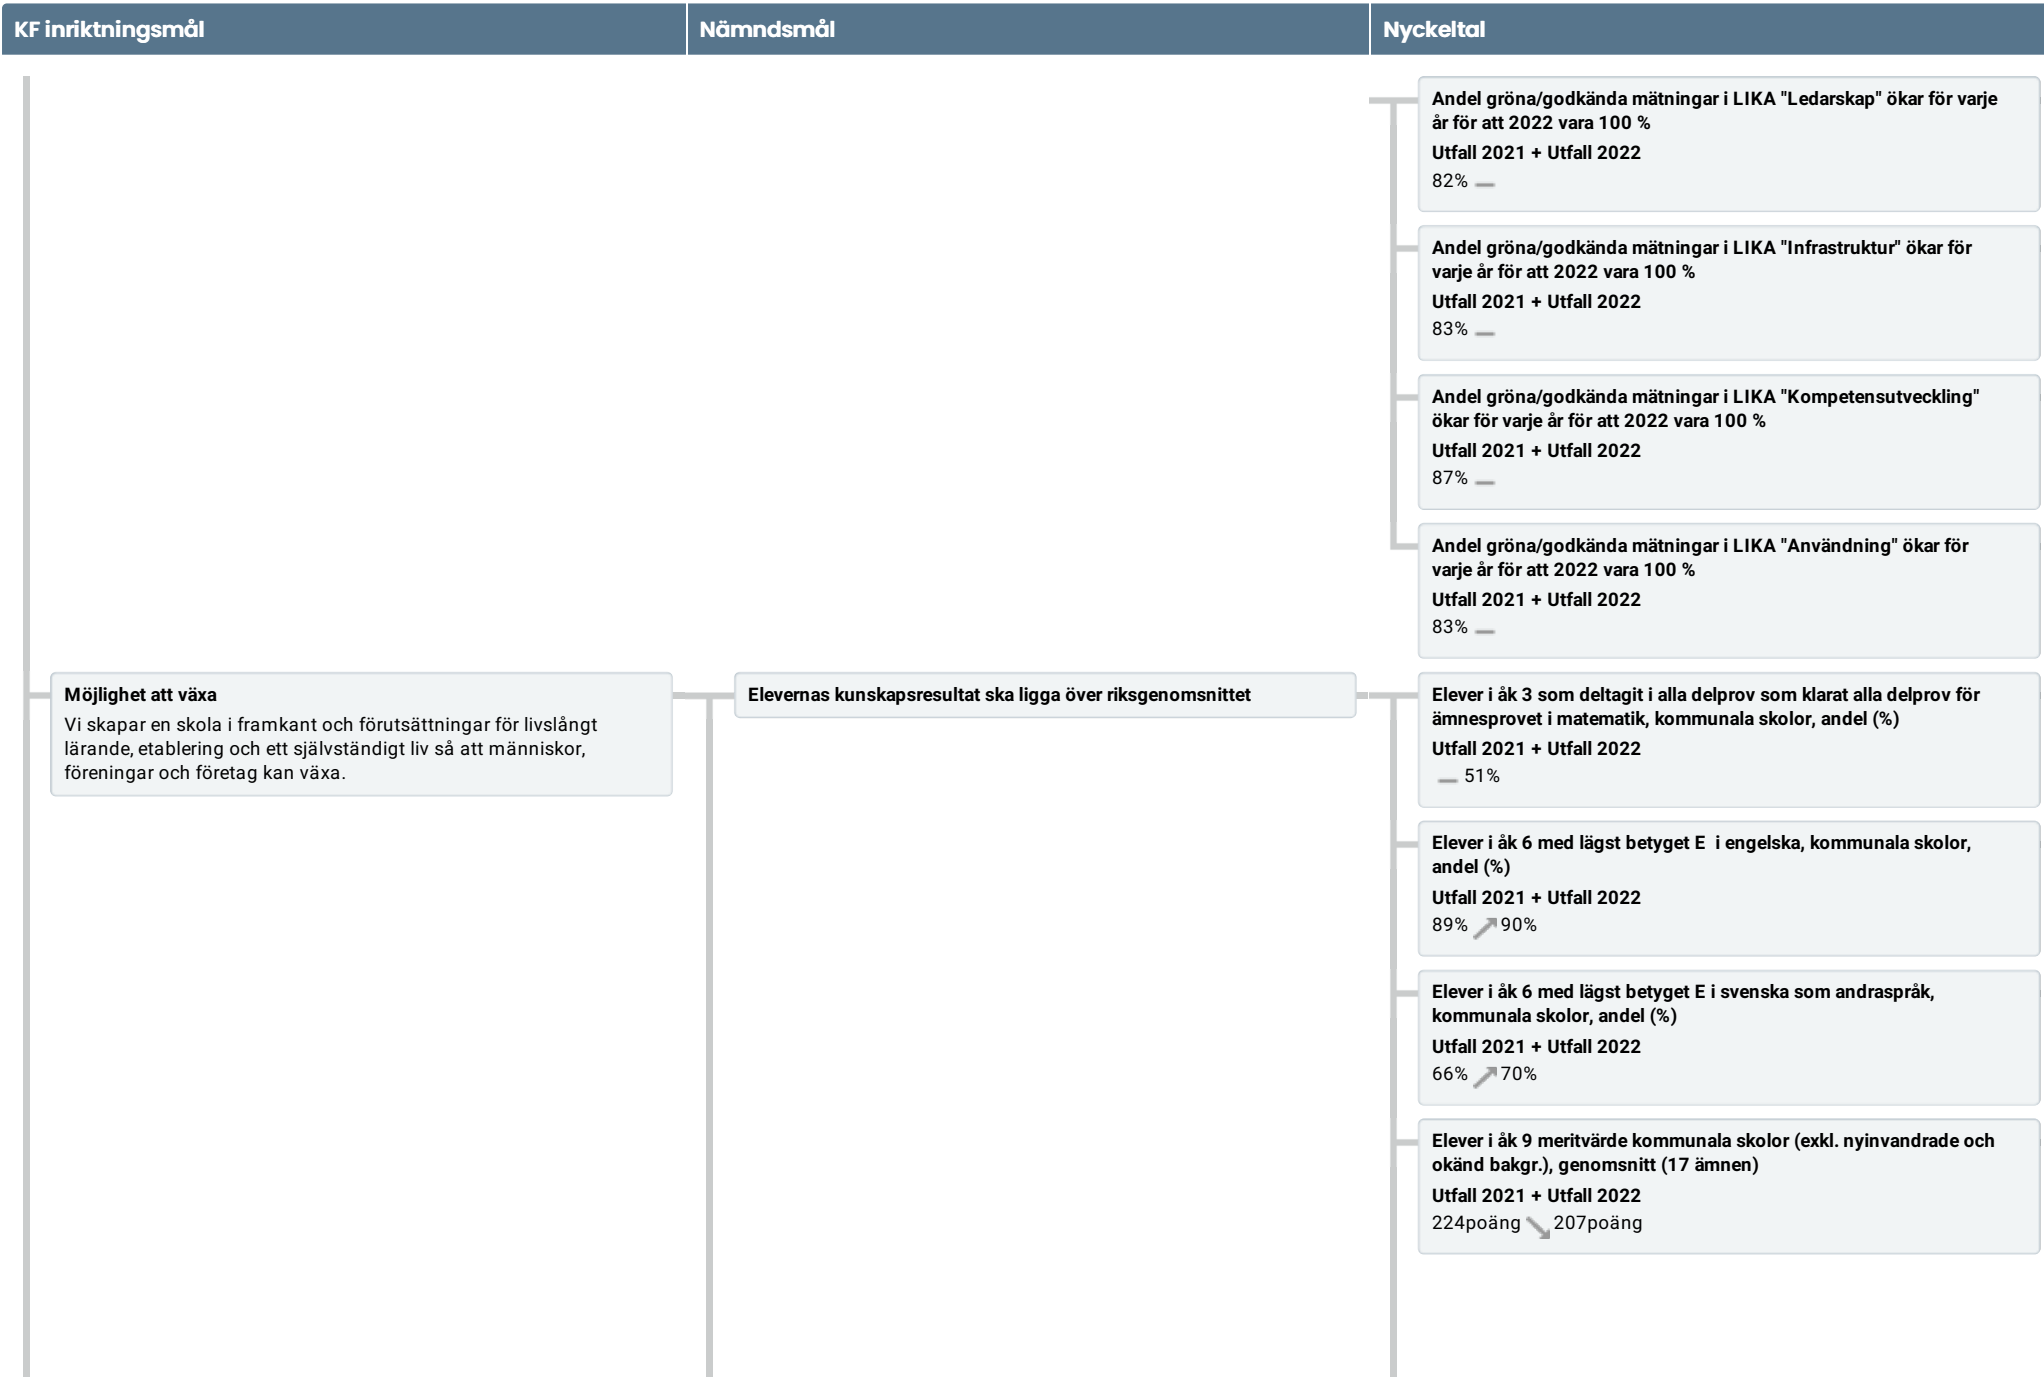 KF inriktningsmål
Nämndsmål
Nyckeltal
Andel gröna/godkända mätningar i LIKA "Ledarskap" ökar för varje
år för att 2022 vara 100 %
Utfall 2021 + Utfall 2022
82%
Andel gröna/godkända mätningar i LIKA "Infrastruktur" ökar för
varje år för att 2022 vara 100 %
Utfall 2021 + Utfall 2022
83%
Andel gröna/godkända mätningar i LIKA "Kompetensutveckling"
ökar för varje år för att 2022 vara 100 %
Utfall 2021 + Utfall 2022
87%
Andel gröna/godkända mätningar i LIKA "Användning" ökar för
varje år för att 2022 vara 100 %
Utfall 2021 + Utfall 2022
83%
Möjlighet att växa
Vi skapar en skola i framkant och förutsättningar för livslångt
lärande, etablering och ett självständigt liv så att människor,
föreningar och företag kan växa.
Elevernas kunskapsresultat ska ligga över riksgenomsnittet
Elever i åk 3 som deltagit i alla delprov som klarat alla delprov för
ämnesprovet i matematik, kommunala skolor, andel (%)
Utfall 2021 + Utfall 2022
51%
Elever i åk 6 med lägst betyget E i engelska, kommunala skolor,
andel (%)
Utfall 2021 + Utfall 2022
89% 90%
Elever i åk 6 med lägst betyget E i svenska som andraspråk,
kommunala skolor, andel (%)
Utfall 2021 + Utfall 2022
66% 70%
Elever i åk 9 meritvärde kommunala skolor (exkl. nyinvandrade och
okänd bakgr.), genomsnitt (17 ämnen)
Utfall 2021 + Utfall 2022
224poäng 207poäng